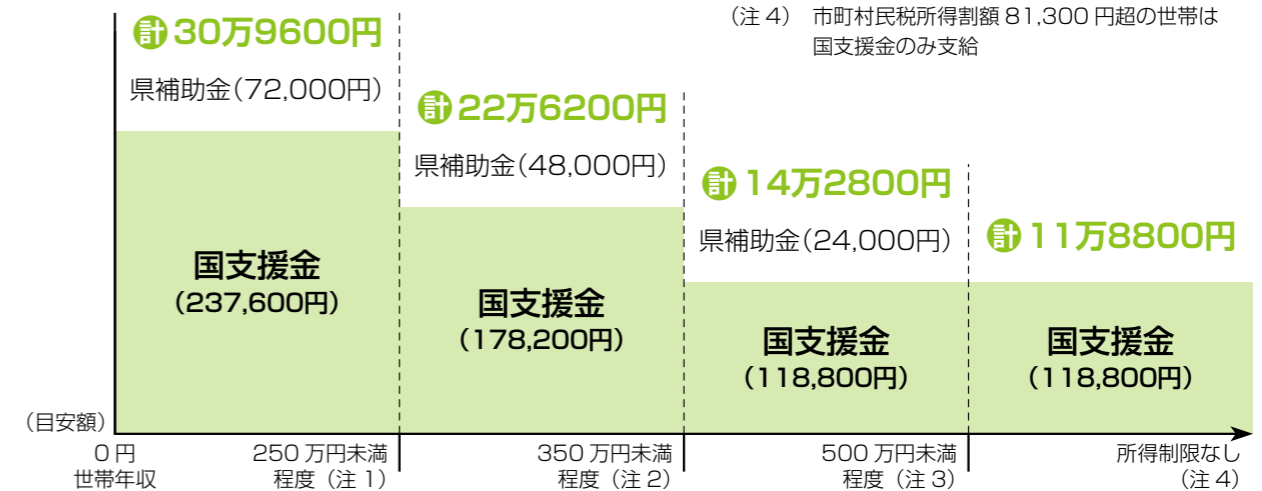 （注 4）　市町村民税所得割額 81,300 円超の世帯は
国支援金のみ支給
計 30万9600円
県補助金（72,000円）
国支援金
（237,600円）
計 22万6200円
県補助金（48,000円）
国支援金
（178,200円）
計 14万2800円
県補助金（24,000円）
国支援金
（118,800円）
計 11万8800円
国支援金
（118,800円）
（目安額）
0 円
世帯年収
250 万円未満
程度（注 1）
350 万円未満
程度（注 2）
500 万円未満
程度（注 3）
所得制限なし
（注 4）